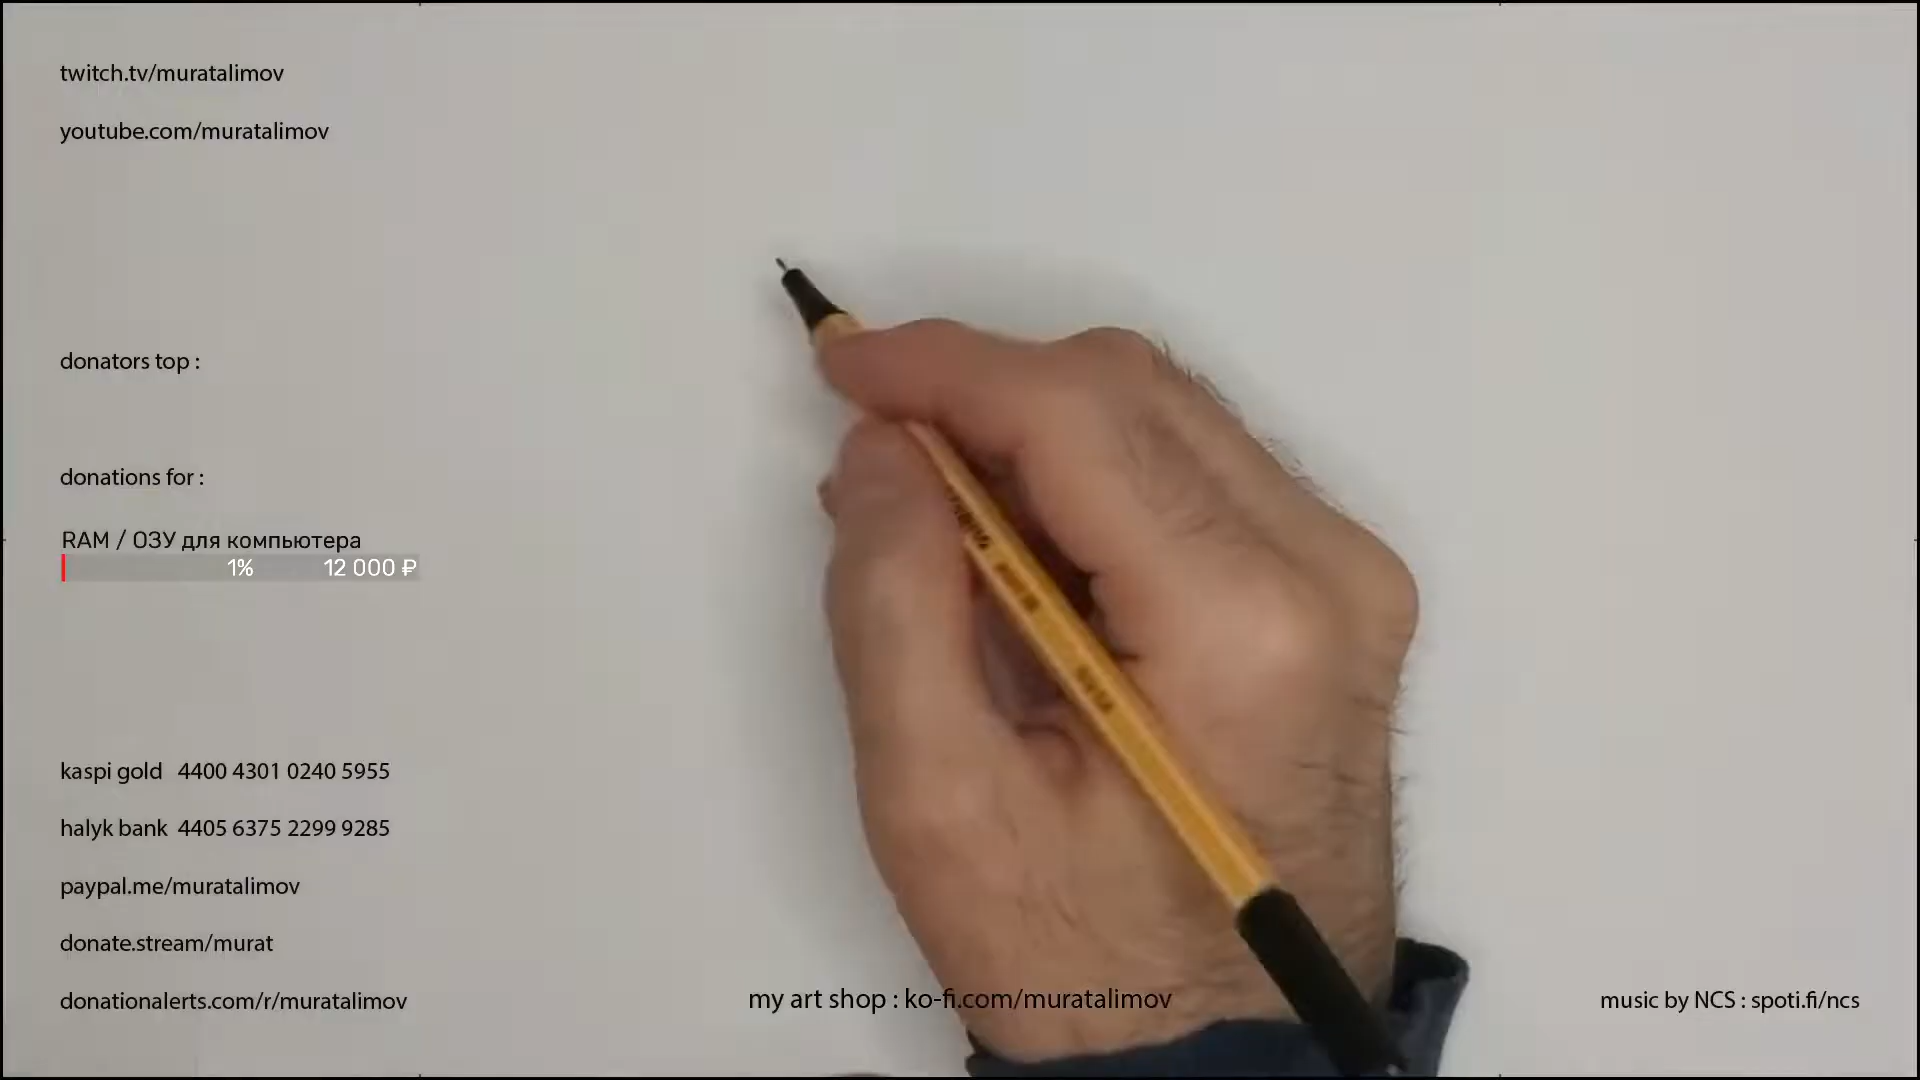 twitch.tv/muratalimov
youtube.com/muratalimov
donators top :
donations for :
RAM / ОЗУ для компьютера
1% 12 000 ₽
kaspi gold 4400 4301 0240 5955
halyk bank 4405 6375 2299 9285
paypal.me/muratalimov
donate.stream/murat
donationalerts.com/r/muratalimov
my art shop : ko-fi.com/muratalimov
music by NCS : spoti.fi/ncs